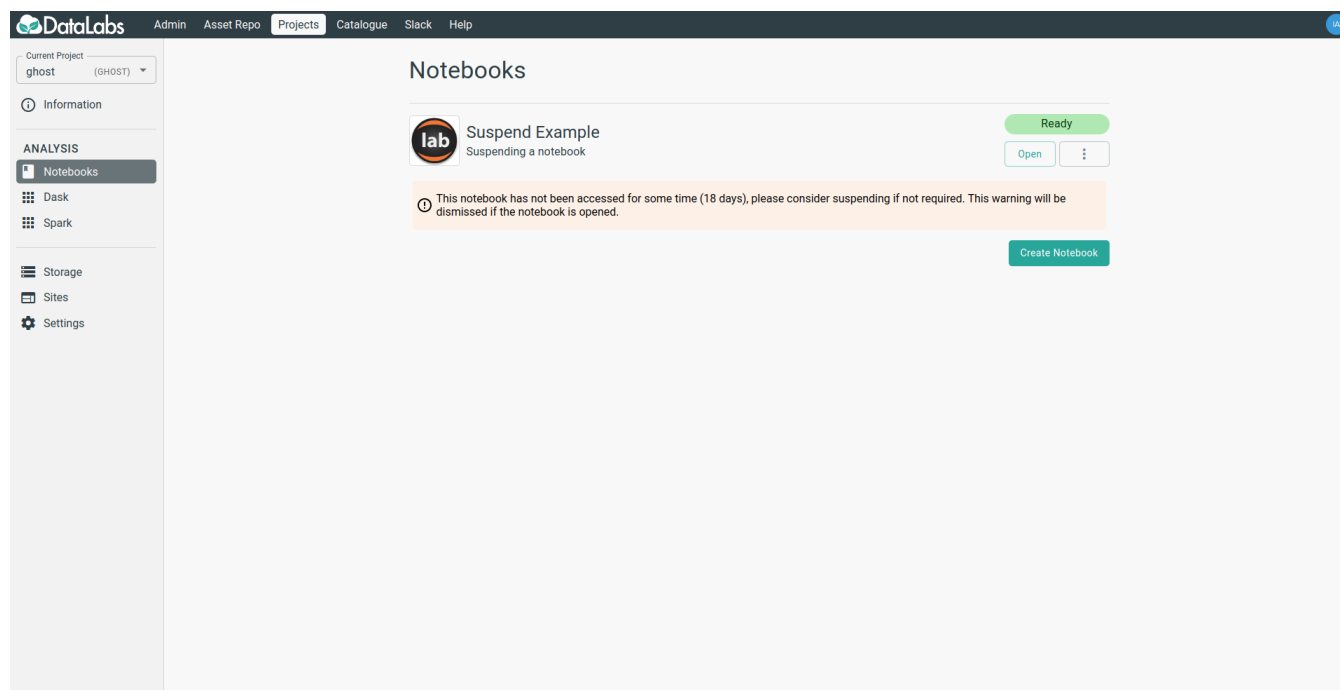 DataLabs Admin Asset Repo Projects Catalogue Slack Help IA
Current Project
ghost (GHOST)
Information
ANALYSIS
Notebooks
Dask
Spark
Storage
Sites
Settings
Notebooks
lab
Suspend Example
Suspending a notebook
Ready
Open
This notebook has not been accessed for some time (18 days), please consider suspending if not required. This warning will be
dismissed if the notebook is opened.
Create Notebook